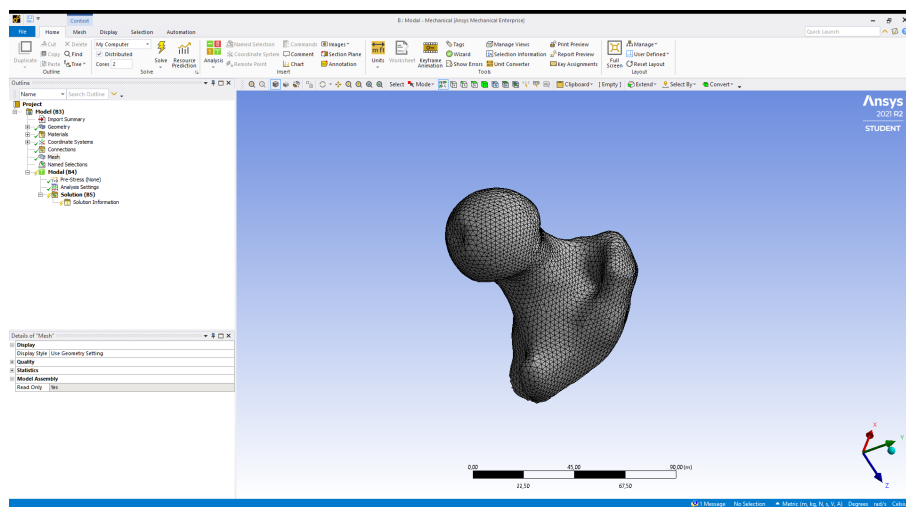 Context
B : Modal - Mechanical [Ansys Mechanical Enterprise]
File Home Mesh Display Selection Automation
Quick Launch
Duplicate
Cut
Copy
Paste
Delete
Find
Tree
Outline
My Computer
Distributed
Cores 2
Solve
Resource Prediction
Solve
Analysis
Named Selection
Coordinate System
Remote Point
Commands
Comment
Chart
Images
Section Plane
Annotation
Insert
Units
Worksheet
Keyframe Animation
Tags
Wizard
Show Errors
Manage Views
Selection Information
Unit Converter
Print Preview
Report Preview
Key Assignments
Tools
Full Screen
Manage
User Defined
Reset Layout
Layout
Outline
Name Search Outline
Select Mode Clipboard [Empty] Extend Select By Convert
Project
Model (B3)
Import Summary
Geometry
Materials
Coordinate Systems
Connections
Mesh
Named Selections
Modal (B4)
Pre-Stress (None)
Analysis Settings
Solution (B5)
Solution Information
Ansys
2021 R2
STUDENT
Details of "Mesh"
Display
Display Style Use Geometry Setting
Quality
Statistics
Model Assembly
Read Only Yes
0,00 45,00 90,00 (m)
22,50 67,50
X
Y
Z
1 Message No Selection Metric (m, kg, N, s, V, A) Degrees rad/s Celsi